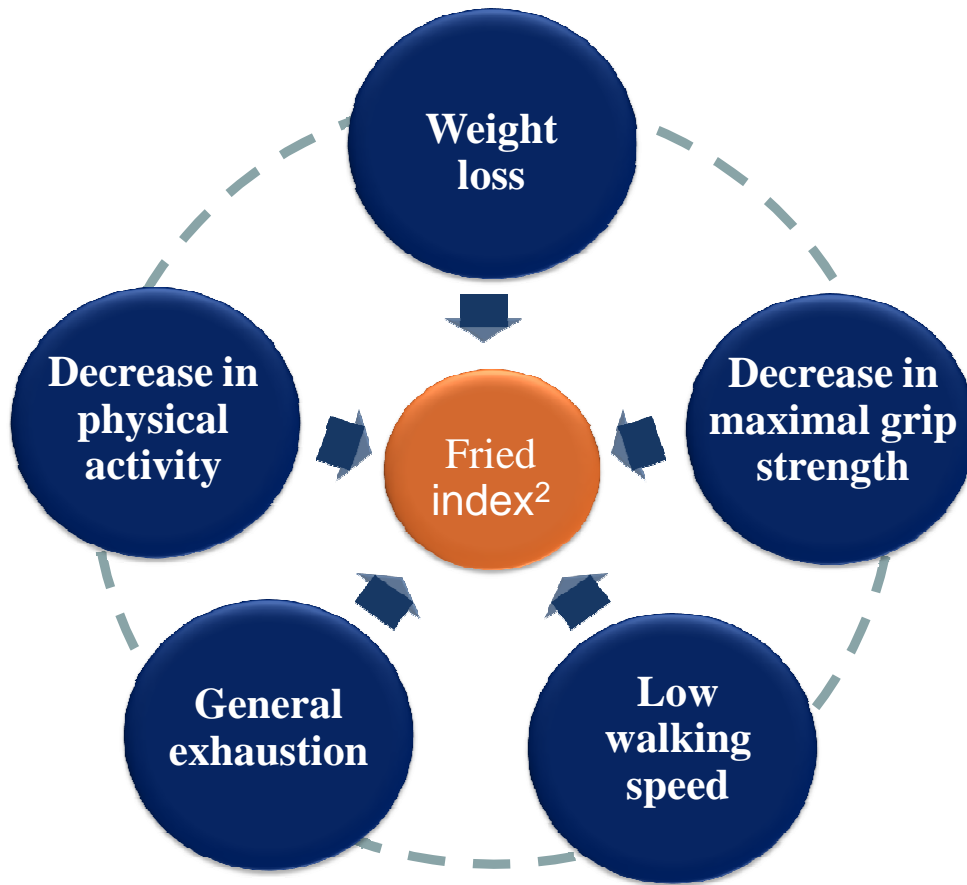 Weight
loss
Decrease in
physical
activity
Decrease in
maximal grip
strength
Fried
index²
General
exhaustion
Low
walking
speed